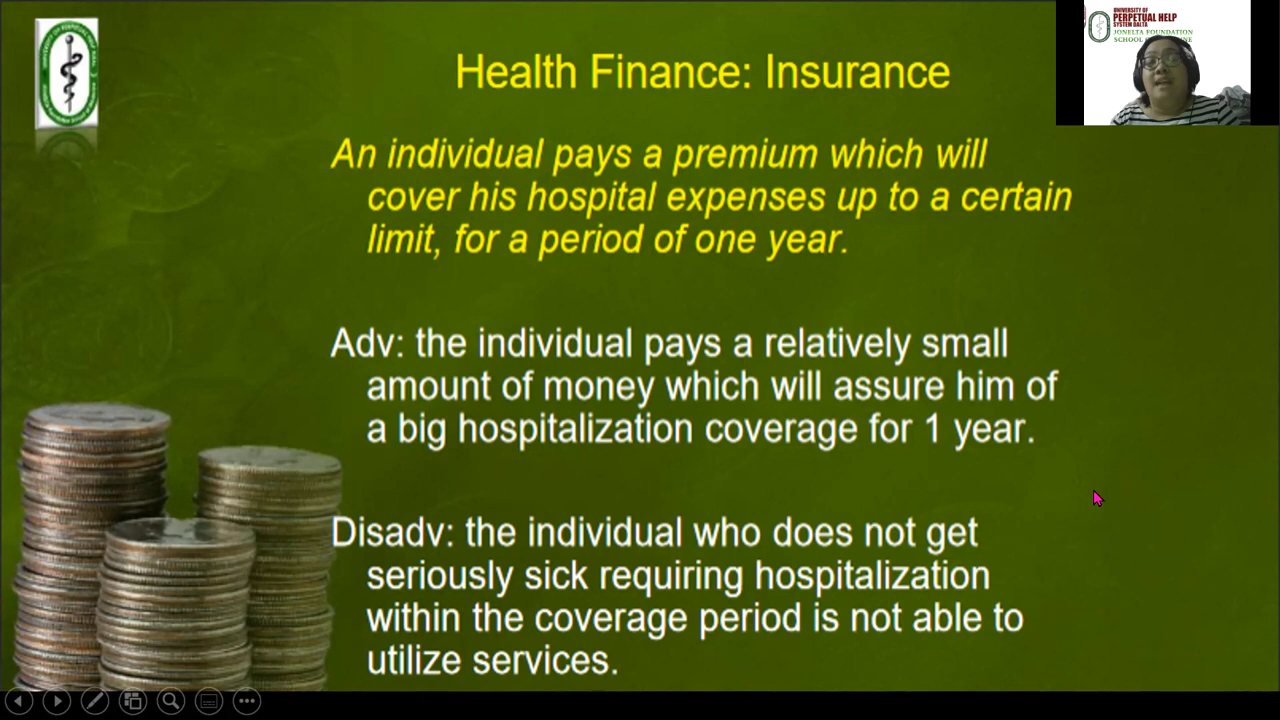 Health Finance: Insurance
An individual pays a premium which will
cover his hospital expenses up to a certain
limit, for a period of one year.
Adv: the individual pays a relatively small
amount of money which will assure him of
a big hospitalization coverage for 1 year.
Disadv: the individual who does not get
seriously sick requiring hospitalization
within the coverage period is not able to
utilize services.
UNIVERSITY OF
PERPETUAL HELP
SYSTEM DALTA
JONELTA FOUNDATION
SCHOOL